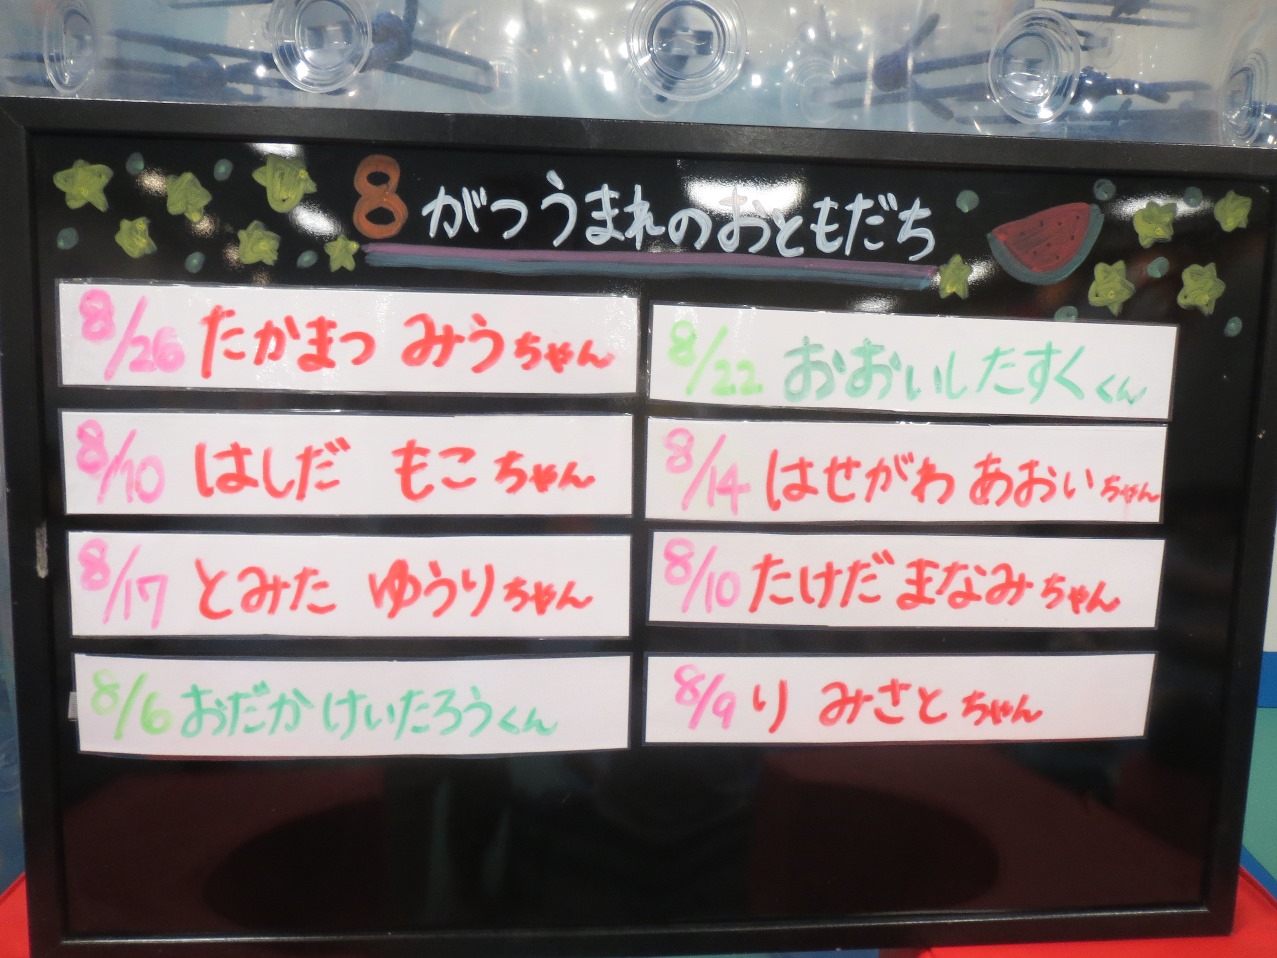 8がつうまれのおともだち
8/26 たかまつ みうちゃん
8/10 はしだ もこちゃん
8/17 とみた ゆうりちゃん
8/6 おだか けいたろうくん
8/22 おおいしたすくくん
8/14 はせがわ あおいちゃん
8/10 たけだ まなみちゃん
8/9 り みさとちゃん